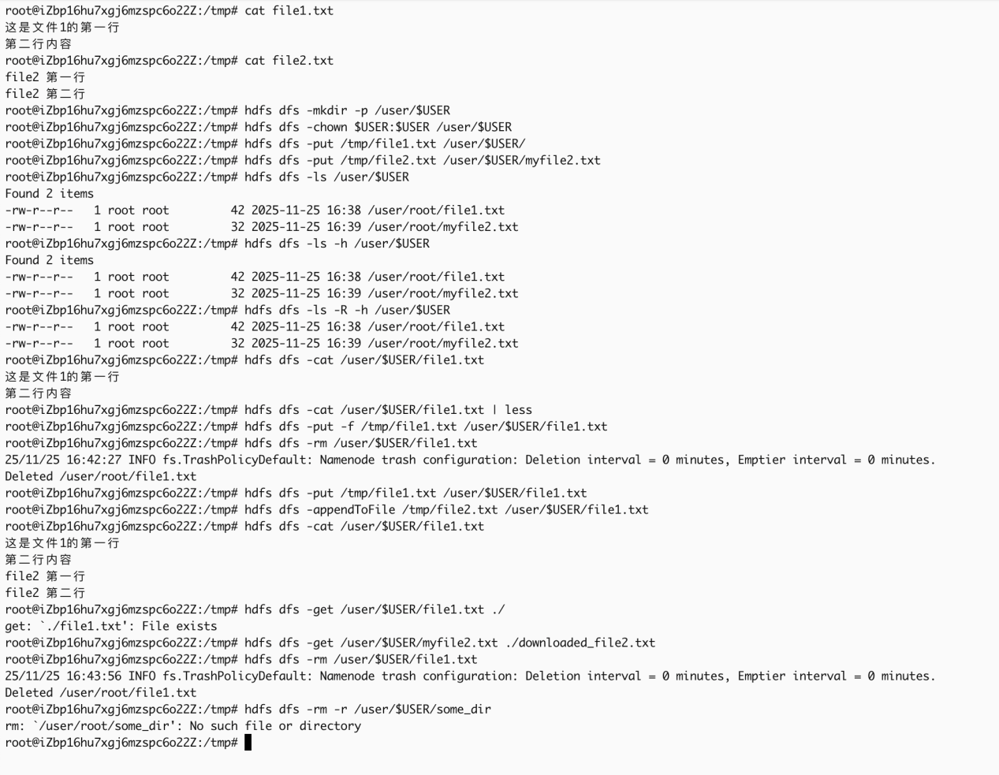 root@iZbp16hu7xgj6mzspc6o22Z:/tmp# cat file1.txt
这是文件1的第一行
第二行内容
root@iZbp16hu7xgj6mzspc6o22Z:/tmp# cat file2.txt
file2 第一行
file2 第二行
root@iZbp16hu7xgj6mzspc6o22Z:/tmp# hdfs dfs -mkdir -p /user/$USER
root@iZbp16hu7xgj6mzspc6o22Z:/tmp# hdfs dfs -chown $USER:$USER /user/$USER
root@iZbp16hu7xgj6mzspc6o22Z:/tmp# hdfs dfs -put /tmp/file1.txt /user/$USER/
root@iZbp16hu7xgj6mzspc6o22Z:/tmp# hdfs dfs -put /tmp/file2.txt /user/$USER/myfile2.txt
root@iZbp16hu7xgj6mzspc6o22Z:/tmp# hdfs dfs -ls /user/$USER
Found 2 items
-rw-r--r--   1 root root         42 2025-11-25 16:38 /user/root/file1.txt
-rw-r--r--   1 root root         32 2025-11-25 16:39 /user/root/myfile2.txt
root@iZbp16hu7xgj6mzspc6o22Z:/tmp# hdfs dfs -ls -h /user/$USER
Found 2 items
-rw-r--r--   1 root root         42 2025-11-25 16:38 /user/root/file1.txt
-rw-r--r--   1 root root         32 2025-11-25 16:39 /user/root/myfile2.txt
root@iZbp16hu7xgj6mzspc6o22Z:/tmp# hdfs dfs -ls -R -h /user/$USER
-rw-r--r--   1 root root         42 2025-11-25 16:38 /user/root/file1.txt
-rw-r--r--   1 root root         32 2025-11-25 16:39 /user/root/myfile2.txt
root@iZbp16hu7xgj6mzspc6o22Z:/tmp# hdfs dfs -cat /user/$USER/file1.txt
这是文件1的第一行
第二行内容
root@iZbp16hu7xgj6mzspc6o22Z:/tmp# hdfs dfs -cat /user/$USER/file1.txt | less
root@iZbp16hu7xgj6mzspc6o22Z:/tmp# hdfs dfs -put -f /tmp/file1.txt /user/$USER/file1.txt
root@iZbp16hu7xgj6mzspc6o22Z:/tmp# hdfs dfs -rm /user/$USER/file1.txt
25/11/25 16:42:27 INFO fs.TrashPolicyDefault: Namenode trash configuration: Deletion interval = 0 minutes, Emptier interval = 0 minutes.
Deleted /user/root/file1.txt
root@iZbp16hu7xgj6mzspc6o22Z:/tmp# hdfs dfs -put /tmp/file1.txt /user/$USER/file1.txt
root@iZbp16hu7xgj6mzspc6o22Z:/tmp# hdfs dfs -appendToFile /tmp/file2.txt /user/$USER/file1.txt
root@iZbp16hu7xgj6mzspc6o22Z:/tmp# hdfs dfs -cat /user/$USER/file1.txt
这是文件1的第一行
第二行内容
file2 第一行
file2 第二行
root@iZbp16hu7xgj6mzspc6o22Z:/tmp# hdfs dfs -get /user/$USER/file1.txt ./
get: `./file1.txt': File exists
root@iZbp16hu7xgj6mzspc6o22Z:/tmp# hdfs dfs -get /user/$USER/myfile2.txt ./downloaded_file2.txt
root@iZbp16hu7xgj6mzspc6o22Z:/tmp# hdfs dfs -rm /user/$USER/file1.txt
25/11/25 16:43:56 INFO fs.TrashPolicyDefault: Namenode trash configuration: Deletion interval = 0 minutes, Emptier interval = 0 minutes.
Deleted /user/root/file1.txt
root@iZbp16hu7xgj6mzspc6o22Z:/tmp# hdfs dfs -rm -r /user/$USER/some_dir
rm: `/user/root/some_dir': No such file or directory
root@iZbp16hu7xgj6mzspc6o22Z:/tmp#